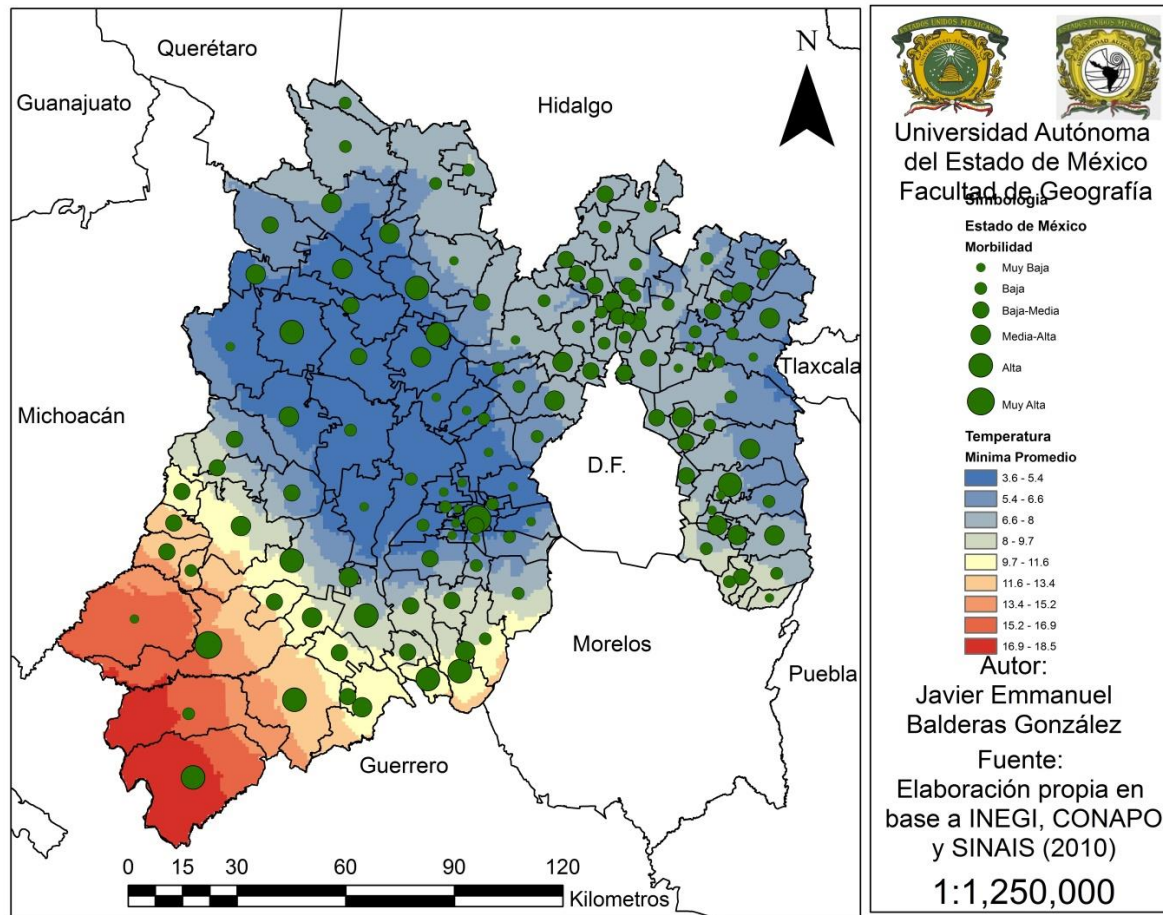 Querétaro
Guanajuato
Hidalgo
N
Michoacán
Tlaxcala
D.F.
Morelos
Puebla
Guerrero
0 15 30 60 90 120
Kilometros
Universidad Autónoma
del Estado de México
Facultad de Geografía
Simbología
Estado de México
Morbilidad
Muy Baja
Baja
Baja-Media
Media-Alta
Alta
Muy Alta
Temperatura
Minima Promedio
3.6 - 5.4
5.4 - 6.6
6.6 - 8
8 - 9.7
9.7 - 11.6
11.6 - 13.4
13.4 - 15.2
15.2 - 16.9
16.9 - 18.5
Autor:
Javier Emmanuel
Balderas González
Fuente:
Elaboración propia en
base a INEGI, CONAPO
y SINAIS (2010)
1:1,250,000